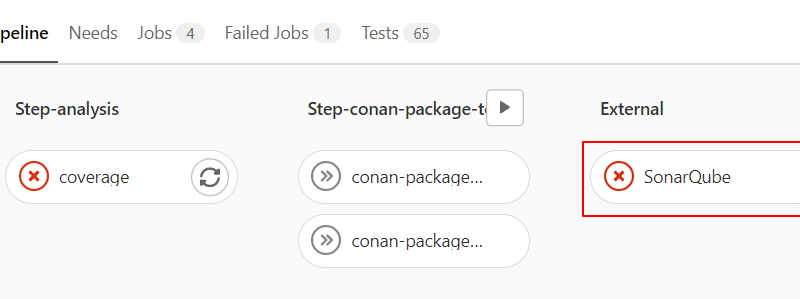 peline Needs Jobs 4 Failed Jobs 1 Tests 65
Step-analysis Step-conan-package-t External
coverage conan-package... SonarQube
conan-package...